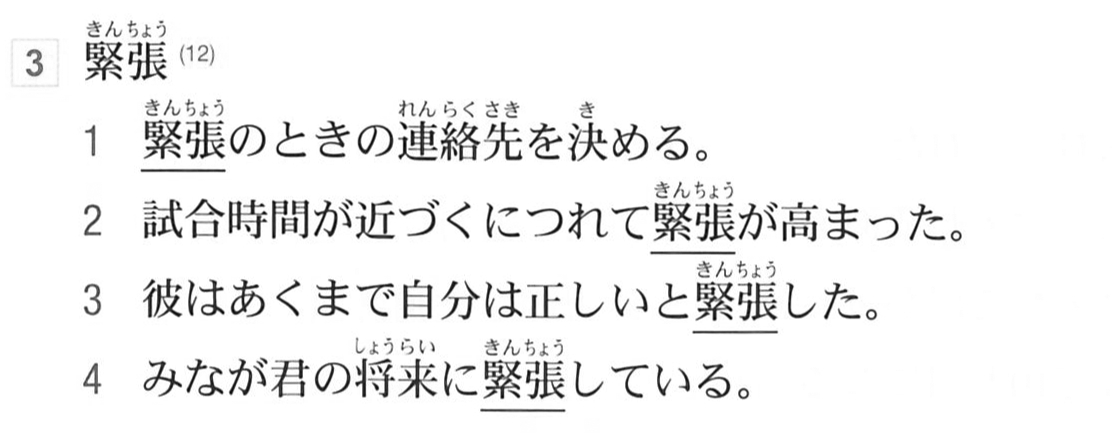 きんちょう
3 緊張 (12)
きんちょう れんらくさき き
1 緊張のときの連絡先を決める。
きんちょう
2 試合時間が近づくにつれて緊張が高まった。
きんちょう
3 彼はあくまで自分は正しいと緊張した。
しょうらい きんちょう
4 みなが君の将来に緊張している。